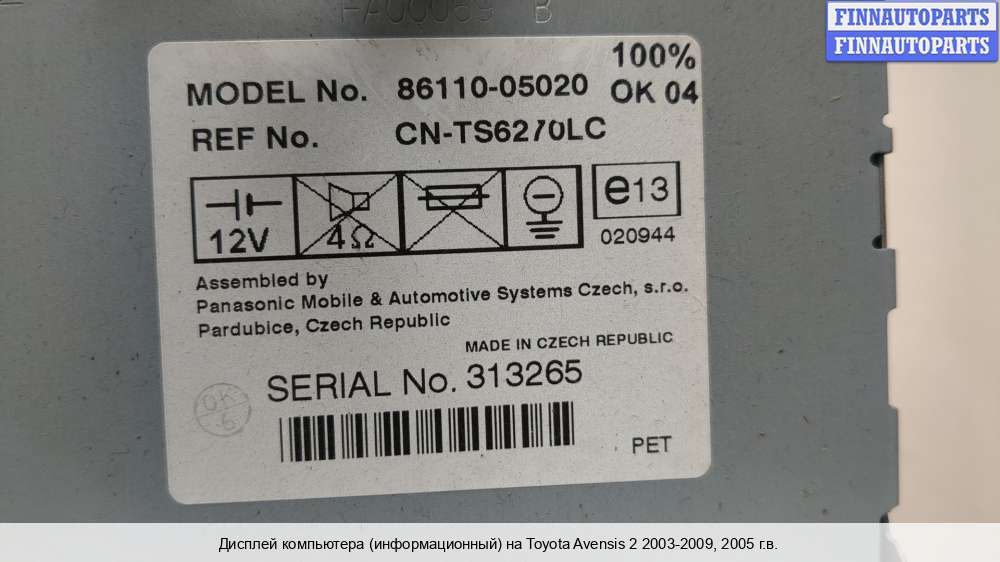 FA00069 B
FINNAUTOPARTS
FINNAUTOPARTS
100%
MODEL No. 86110-05020 OK 04
REF No. CN-TS6270LC
12V
4Ω
e13
020944
Assembled by
Panasonic Mobile & Automotive Systems Czech, s.r.o.
Pardubice, Czech Republic
MADE IN CZECH REPUBLIC
SERIAL No. 313265
OK
6
PET
Дисплей компьютера (информационный) на Toyota Avensis 2 2003-2009, 2005 г.в.